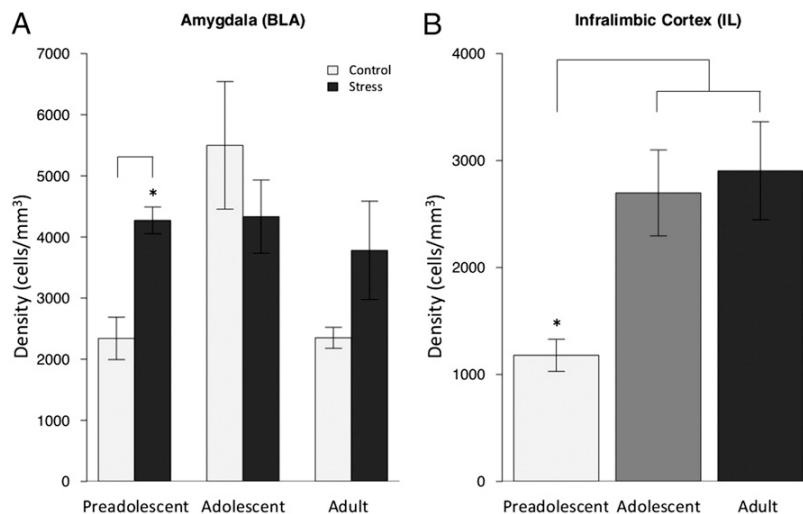 A
Amygdala (BLA)
7000
6000
5000
4000
3000
2000
1000
0
Density (cells/mm³)
Control
Stress
*
Preadolescent Adolescent Adult
B
Infralimbic Cortex (IL)
4000
3000
2000
1000
0
Density (cells/mm³)
*
Preadolescent Adolescent Adult